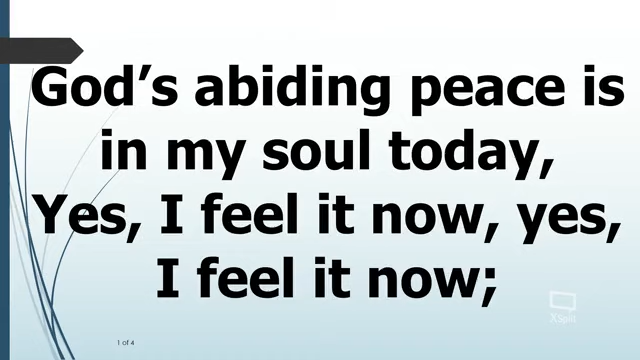 God’s abiding peace is
in my soul today,
Yes, I feel it now, yes,
I feel it now;
XSplit
1 of 4